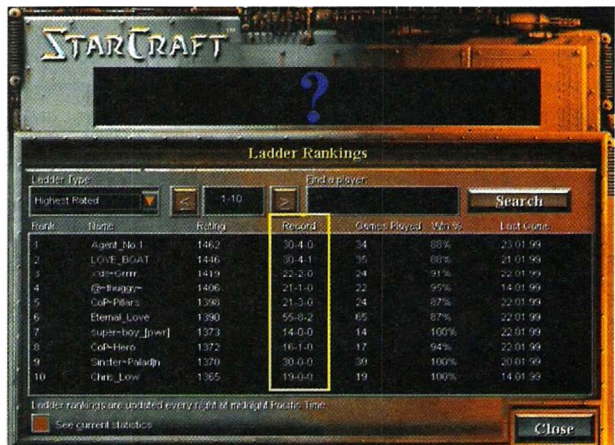 STARCRAFT
?
Ladder Rankings
Ladder Type Find a player
Highest Rated < 1-10 > Search
Rank Name Rating Record Games Played Win % Last Game
1 Agent_No.1 1462 30-4-0 34 88% 23.01.99
2 LOVE_BOAT 1446 30-4-1 35 88% 21.01.99
3 1419 22-2-0 24 91% 22.01.99
4 @~thuggy~ 1406 21-1-0 22 95% 14.01.99
5 CoP~Pillars 1398 21-3-0 24 87% 22.01.99
6 Eternal_Love 1390 55-8-2 65 87% 22.01.99
7 super~boy_[pwr] 1373 14-0-0 14 100% 22.01.99
8 CoP~Hero 1372 16-1-0 17 94% 22.01.99
9 1370 30-0-0 30 100% 20.01.99
10 Chris_Low 1365 19-0-0 19 100% 14.01.99
Ladder rankings are updated every night at midnight Pacific Time
See current statistics Close